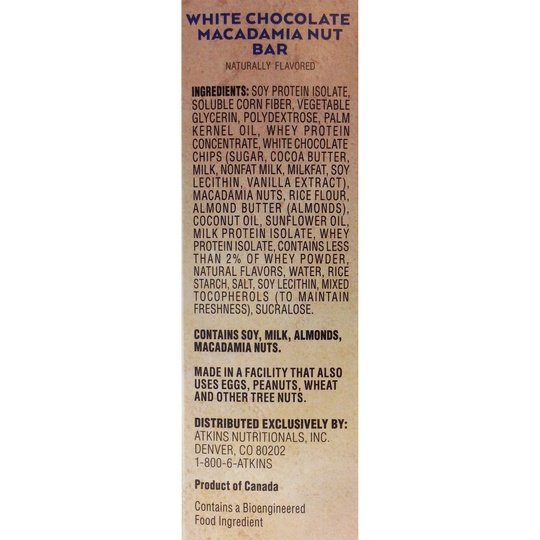 WHITE CHOCOLATE
MACADAMIA NUT
BAR
NATURALLY FLAVORED
INGREDIENTS: SOY PROTEIN ISOLATE,
SOLUBLE CORN FIBER, VEGETABLE
GLYCERIN, POLYDEXTROSE, PALM
KERNEL OIL, WHEY PROTEIN
CONCENTRATE, WHITE CHOCOLATE
CHIPS (SUGAR, COCOA BUTTER,
MILK, NONFAT MILK, MILKFAT, SOY
LECITHIN, VANILLA EXTRACT),
MACADAMIA NUTS, RICE FLOUR,
ALMOND BUTTER (ALMONDS),
COCONUT OIL, SUNFLOWER OIL,
MILK PROTEIN ISOLATE, WHEY
PROTEIN ISOLATE, CONTAINS LESS
THAN 2% OF WHEY POWDER,
NATURAL FLAVORS, WATER, RICE
STARCH, SALT, SOY LECITHIN, MIXED
TOCOPHEROLS (TO MAINTAIN
FRESHNESS), SUCRALOSE.
CONTAINS SOY, MILK, ALMONDS,
MACADAMIA NUTS.
MADE IN A FACILITY THAT ALSO
USES EGGS, PEANUTS, WHEAT
AND OTHER TREE NUTS.
DISTRIBUTED EXCLUSIVELY BY:
ATKINS NUTRITIONALS, INC.
DENVER, CO 80202
1-800-6-ATKINS
Product of Canada
Contains a Bioengineered
Food Ingredient